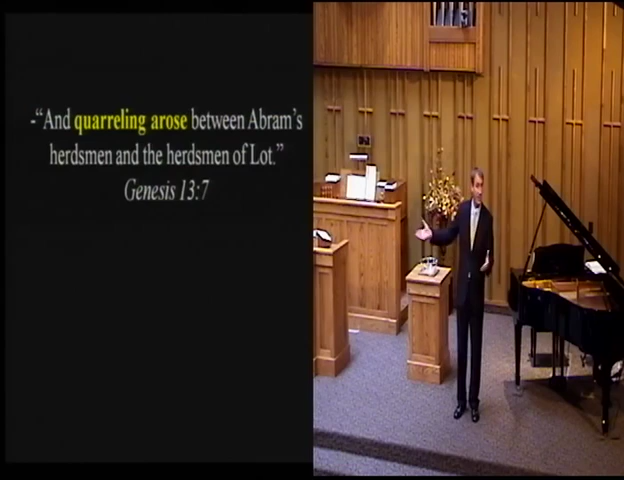 -“And quarreling arose between Abram’s
herdsmen and the herdsmen of Lot.”
Genesis 13:7